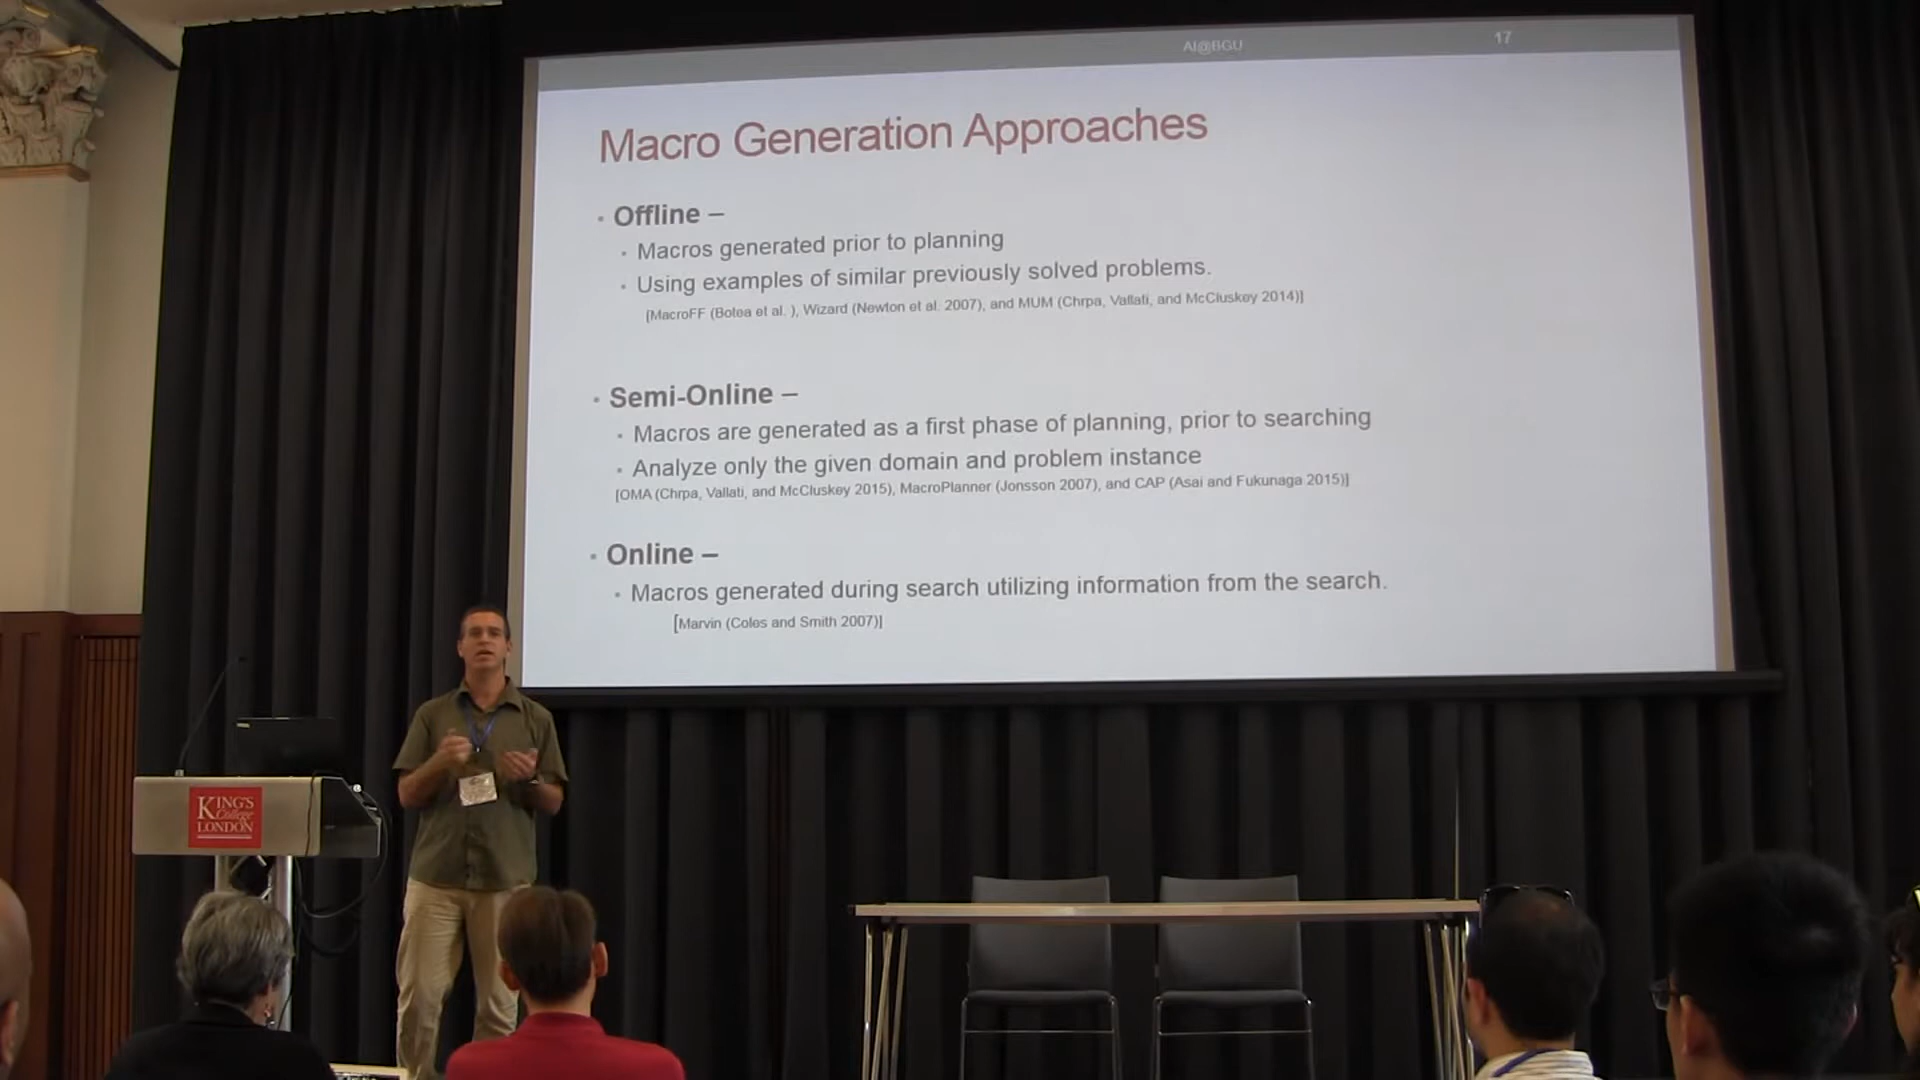 AI@BGU
17
Macro Generation Approaches
• Offline –
• Macros generated prior to planning
• Using examples of similar previously solved problems.
[MacroFF (Botea et al. ), Wizard (Newton et al. 2007), and MUM (Chrpa, Vallati, and McCluskey 2014)]
• Semi-Online –
• Macros are generated as a first phase of planning, prior to searching
• Analyze only the given domain and problem instance
[OMA (Chrpa, Vallati, and McCluskey 2015), MacroPlanner (Jonsson 2007), and CAP (Asai and Fukunaga 2015)]
• Online –
• Macros generated during search utilizing information from the search.
[Marvin (Coles and Smith 2007)]
KING'S
College
LONDON